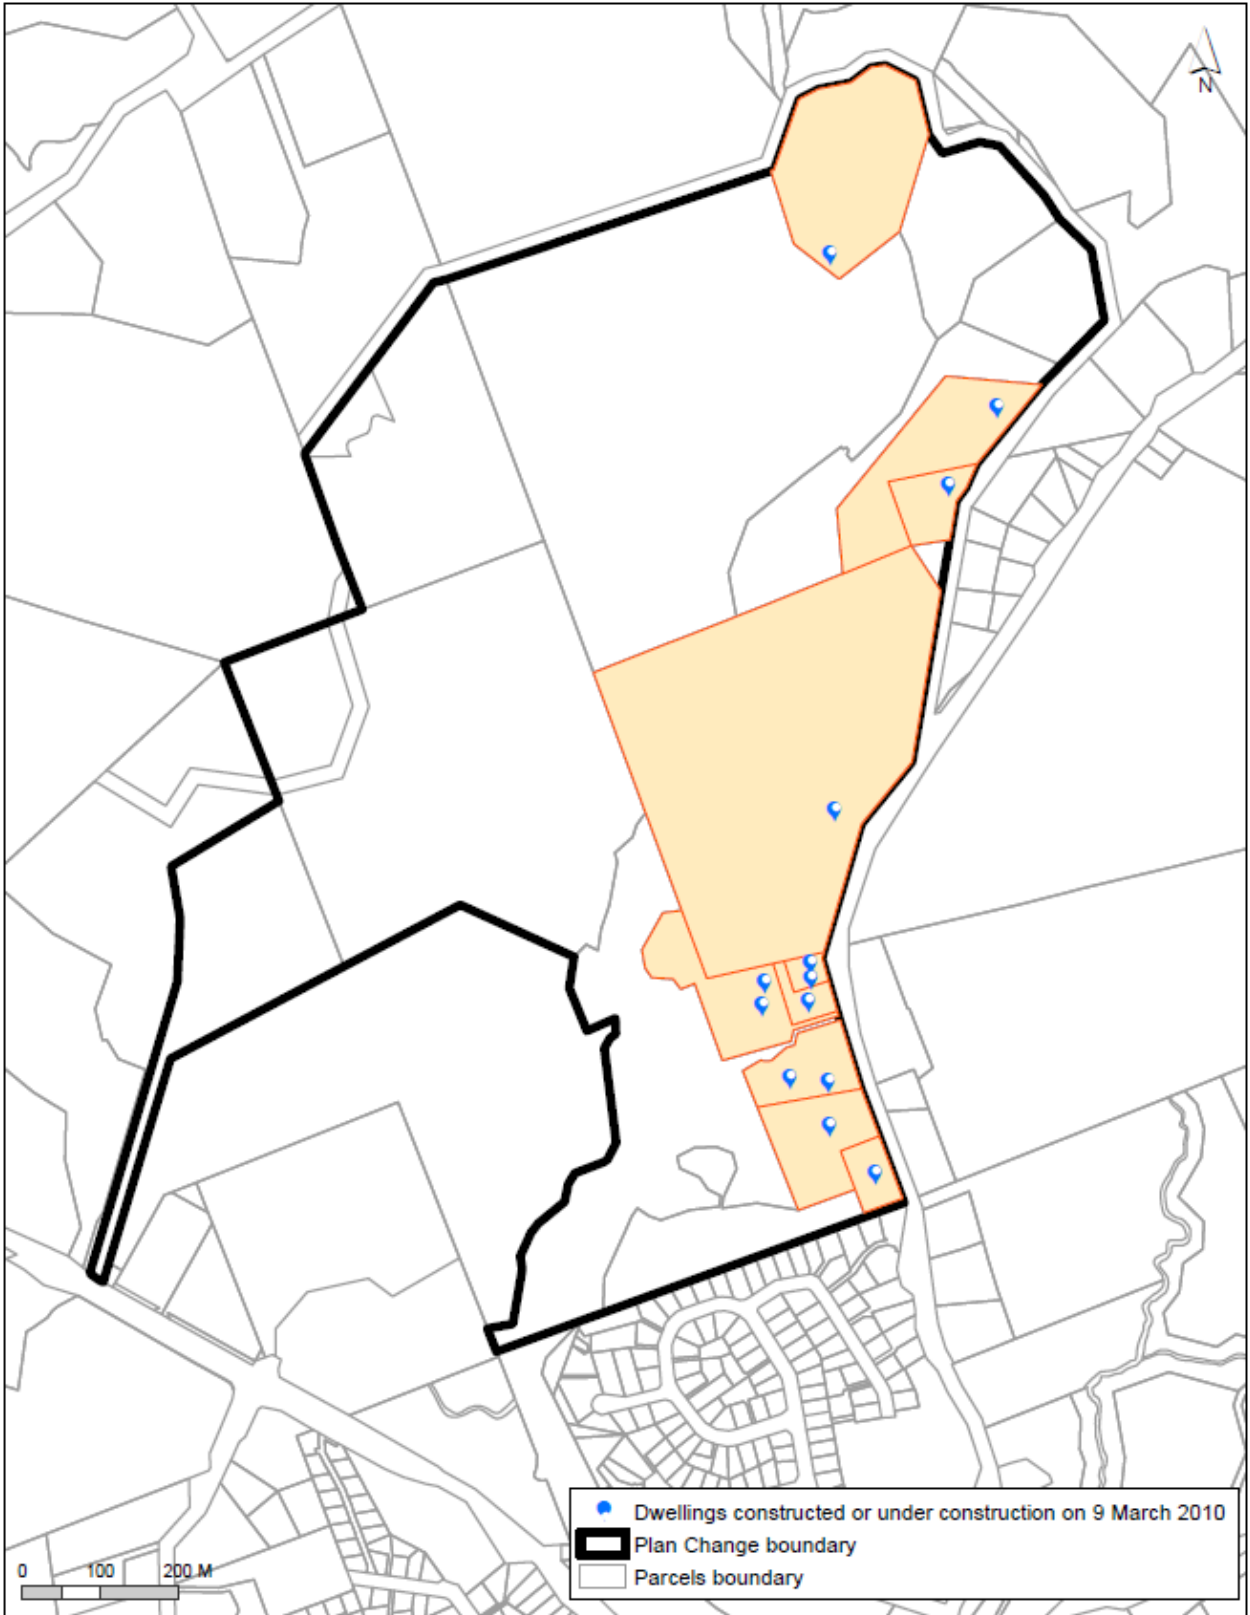 N
Dwellings constructed or under construction on 9 March 2010
Plan Change boundary
Parcels boundary
0 100 200 M